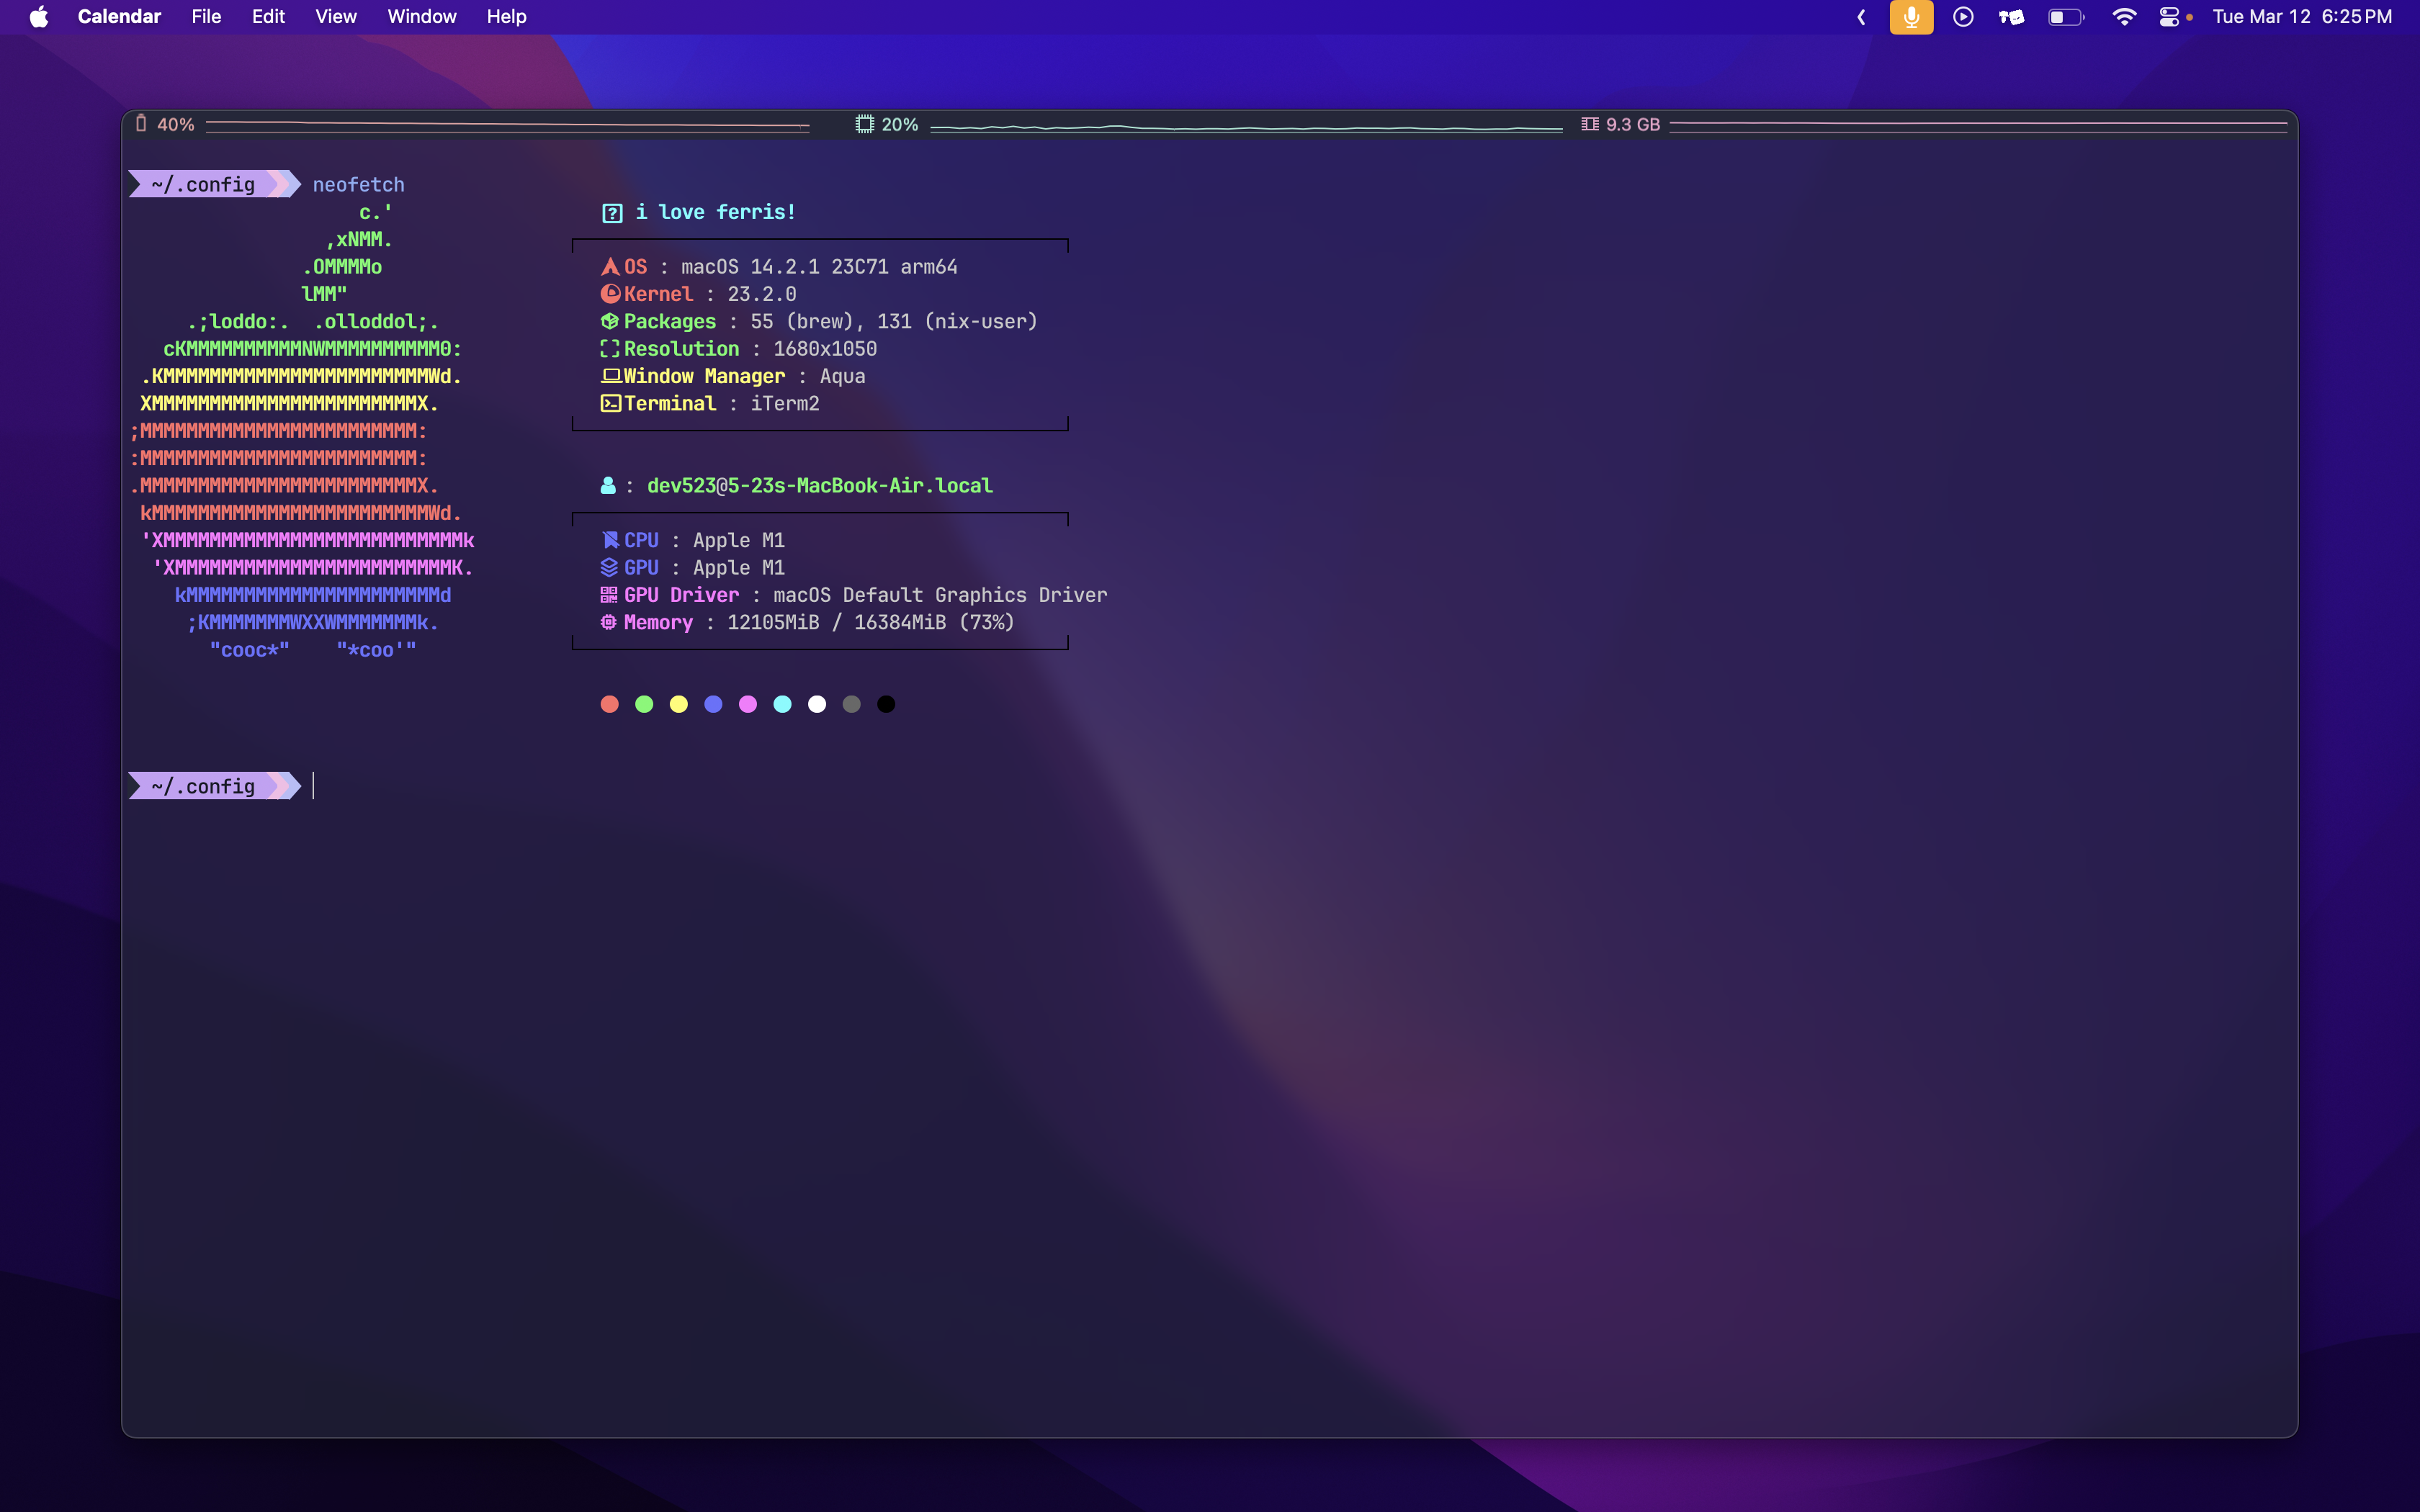 Calendar File Edit View Window Help Tue Mar 12 6:25 PM
40% 20% 9.3 GB
~/.config neofetch
c.' i love ferris!
,xNMM.
.OMMMMo OS : macOS 14.2.1 23C71 arm64
lMM" Kernel : 23.2.0
.;loddo:. .olloddol;. Packages : 55 (brew), 131 (nix-user)
cKMMMMMMMMMMNWMMMMMMMMMM0: Resolution : 1680x1050
.KMMMMMMMMMMMMMMMMMMMMMMMWd. Window Manager : Aqua
XMMMMMMMMMMMMMMMMMMMMMMMX. Terminal : iTerm2
;MMMMMMMMMMMMMMMMMMMMMMMM:
:MMMMMMMMMMMMMMMMMMMMMMMM:
.MMMMMMMMMMMMMMMMMMMMMMMMX. : dev523@5-23s-MacBook-Air.local
kMMMMMMMMMMMMMMMMMMMMMMMMWd.
'XMMMMMMMMMMMMMMMMMMMMMMMMMMk CPU : Apple M1
'XMMMMMMMMMMMMMMMMMMMMMMMMK. GPU : Apple M1
kMMMMMMMMMMMMMMMMMMMMMMd GPU Driver : macOS Default Graphics Driver
;KMMMMMMMWXXWMMMMMMMk. Memory : 12105MiB / 16384MiB (73%)
"cooc*" "*coo'"
~/.config